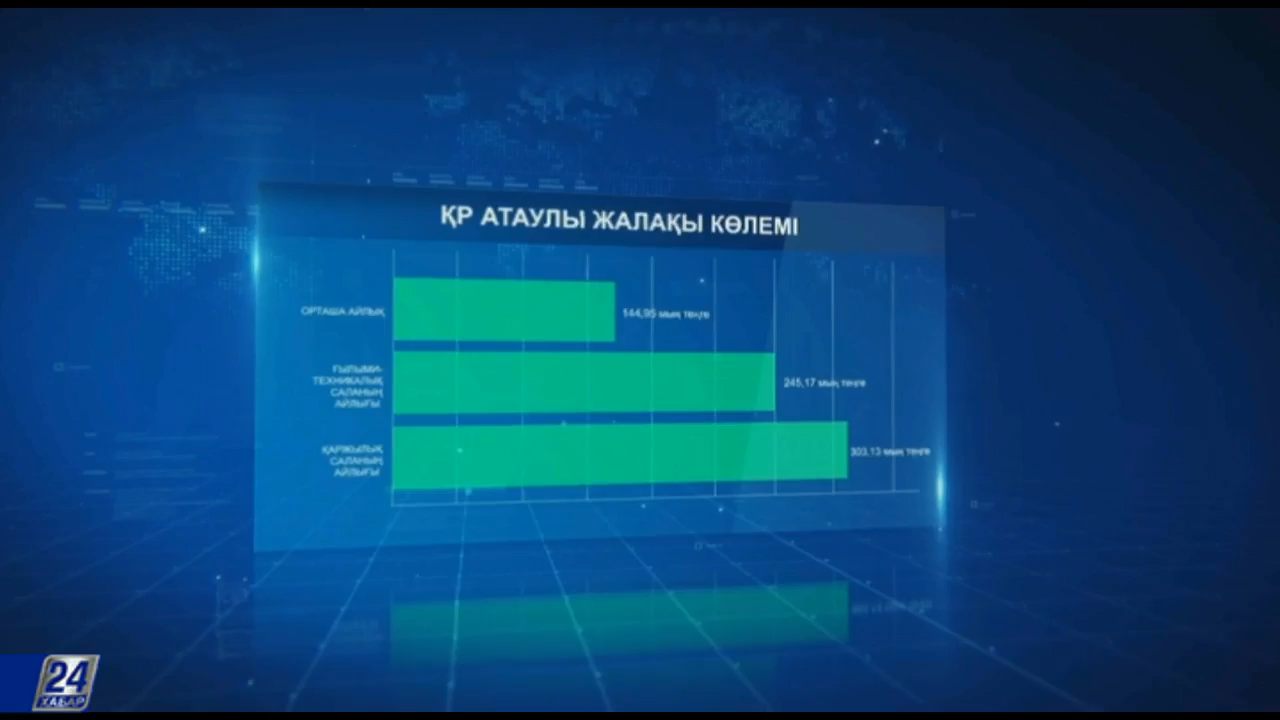 ҚР АТАУЛЫ ЖАЛАҚЫ КӨЛЕМІ
ОРТАША АЙЛЫҚ
144,95 мың теңге
ҒЫЛЫМИ-
ТЕХНИКАЛЫҚ
САЛАНЫҢ
АЙЛЫҒЫ
245,17 мың теңге
ҚАРЖЫЛЫҚ
САЛАНЫҢ
АЙЛЫҒЫ
303,13 мың теңге
24
ХАБАР